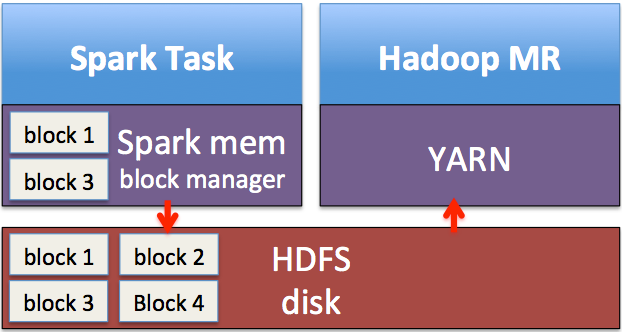 Spark Task
Hadoop MR
block 1
Spark mem
block 3
block manager
YARN
block 1
block 2
HDFS
block 3
Block 4
disk